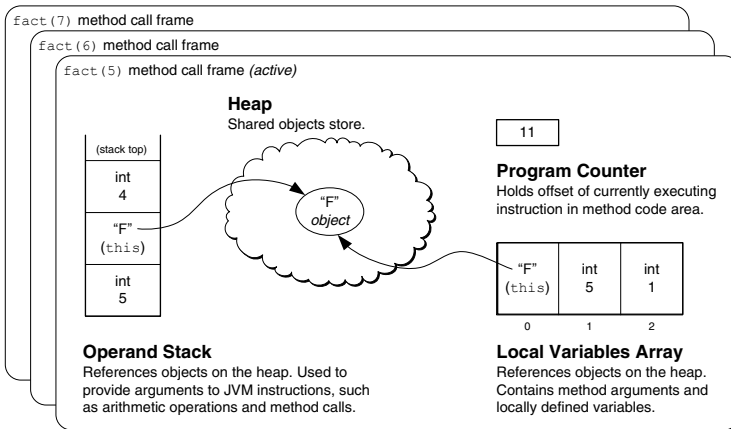 fact(7) method call frame
fact(6) method call frame
fact(5) method call frame (active)
Heap
Shared objects store.
(stack top)
int
4
"F"
(this)
int
5
"F"
object
11
Program Counter
Holds offset of currently executing
instruction in method code area.
"F"
(this)
int
5
int
1
0
1
2
Operand Stack
References objects on the heap. Used to
provide arguments to JVM instructions, such
as arithmetic operations and method calls.
Local Variables Array
References objects on the heap.
Contains method arguments and
locally defined variables.